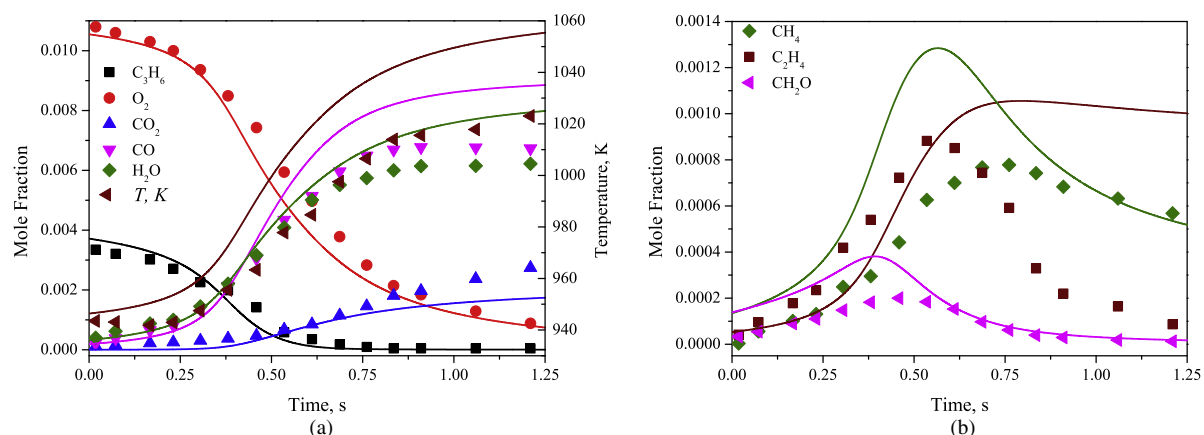 (a)
0.010
0.008
0.006
0.004
0.002
0.000
Mole Fraction
C3H6
O2
CO2
CO
H2O
T, K
1060
1040
1020
1000
980
960
940
Temperature, K
0.00
0.25
0.50
0.75
1.00
1.25
Time, s
(a)
0.0014
0.0012
0.0010
0.0008
0.0006
0.0004
0.0002
0.0000
Mole Fraction
CH4
C2H4
CH2O
0.00
0.25
0.50
0.75
1.00
1.25
Time, s
(b)